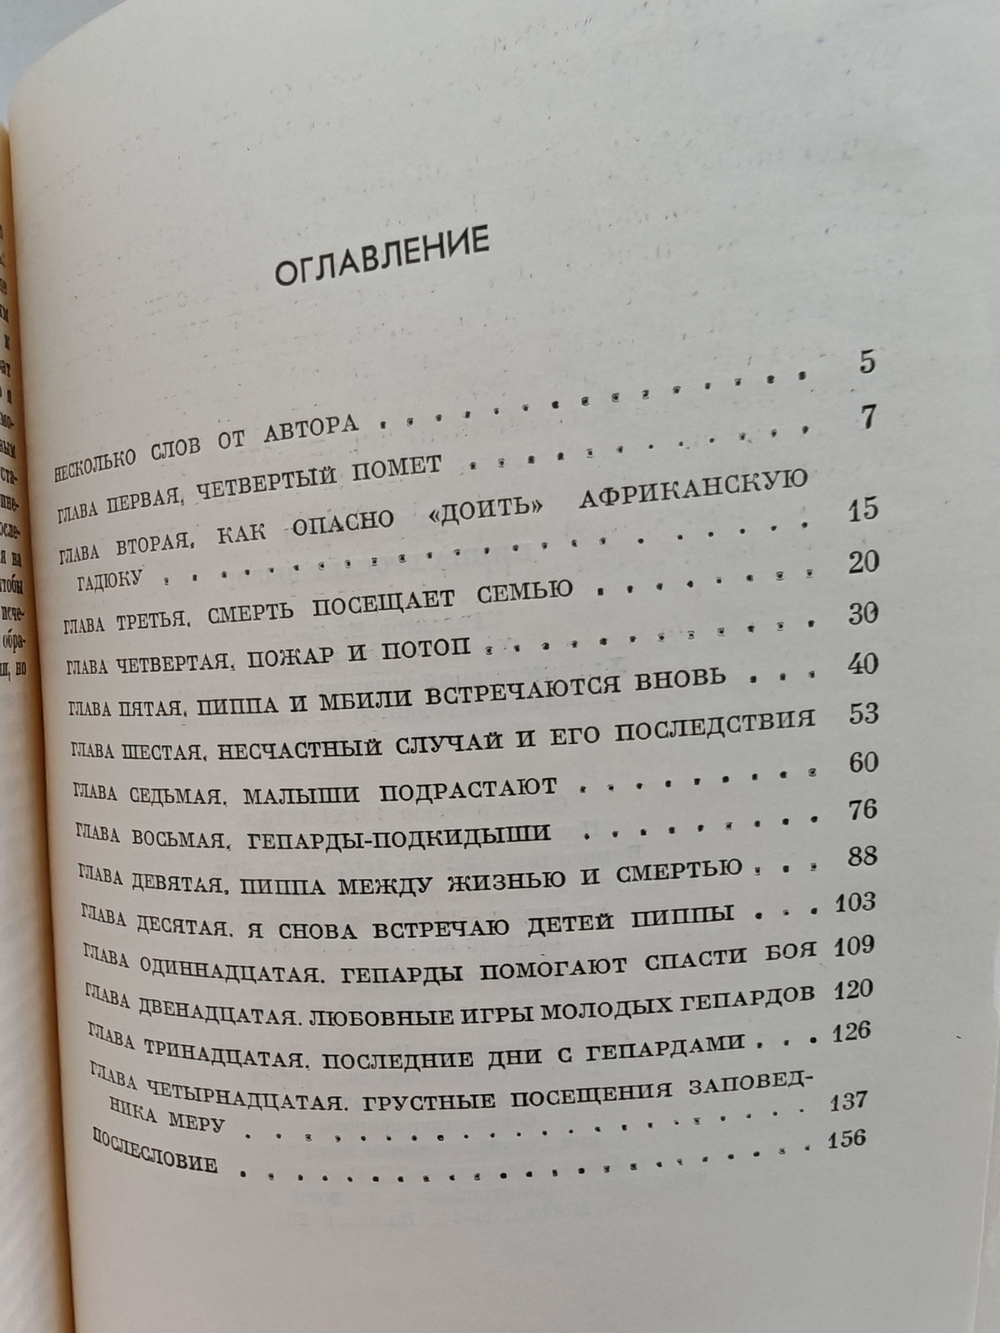 ОГЛАВЛЕНИЕ
НЕСКОЛЬКО СЛОВ ОТ АВТОРА . . . . . . . . . . . . . . . 5
ГЛАВА ПЕРВАЯ. ЧЕТВЕРТЫЙ ПОМЕТ . . . . . . . . . . . . 7
ГЛАВА ВТОРАЯ. КАК ОПАСНО «ДОИТЬ» АФРИКАНСКУЮ
ГАДЮКУ . . . . . . . . . . . . . . . . . . . . . 15
ГЛАВА ТРЕТЬЯ. СМЕРТЬ ПОСЕЩАЕТ СЕМЬЮ . . . . . . . . 20
ГЛАВА ЧЕТВЕРТАЯ. ПОЖАР И ПОТОП . . . . . . . . . . . . 30
ГЛАВА ПЯТАЯ. ПИППА И МБИЛИ ВСТРЕЧАЮТСЯ ВНОВЬ . . . 40
ГЛАВА ШЕСТАЯ. НЕСЧАСТНЫЙ СЛУЧАЙ И ЕГО ПОСЛЕДСТВИЯ 53
ГЛАВА СЕДЬМАЯ. МАЛЫШИ ПОДРАСТАЮТ . . . . . . . . . 60
ГЛАВА ВОСЬМАЯ. ГЕПАРДЫ-ПОДКИДЫШИ . . . . . . . . . 76
ГЛАВА ДЕВЯТАЯ. ПИППА МЕЖДУ ЖИЗНЬЮ И СМЕРТЬЮ . . . 88
ГЛАВА ДЕСЯТАЯ. Я СНОВА ВСТРЕЧАЮ ДЕТЕЙ ПИППЫ . . . 103
ГЛАВА ОДИННАДЦАТАЯ. ГЕПАРДЫ ПОМОГАЮТ СПАСТИ БОЯ 109
ГЛАВА ДВЕНАДЦАТАЯ. ЛЮБОВНЫЕ ИГРЫ МОЛОДЫХ ГЕПАРДОВ 120
ГЛАВА ТРИНАДЦАТАЯ. ПОСЛЕДНИЕ ДНИ С ГЕПАРДАМИ . . . 126
ГЛАВА ЧЕТЫРНАДЦАТАЯ. ГРУСТНЫЕ ПОСЕЩЕНИЯ ЗАПОВЕД-
НИКА МЕРУ . . . . . . . . . . . . . . . . . . . 137
ПОСЛЕСЛОВИЕ . . . . . . . . . . . . . . . . . . . . 156